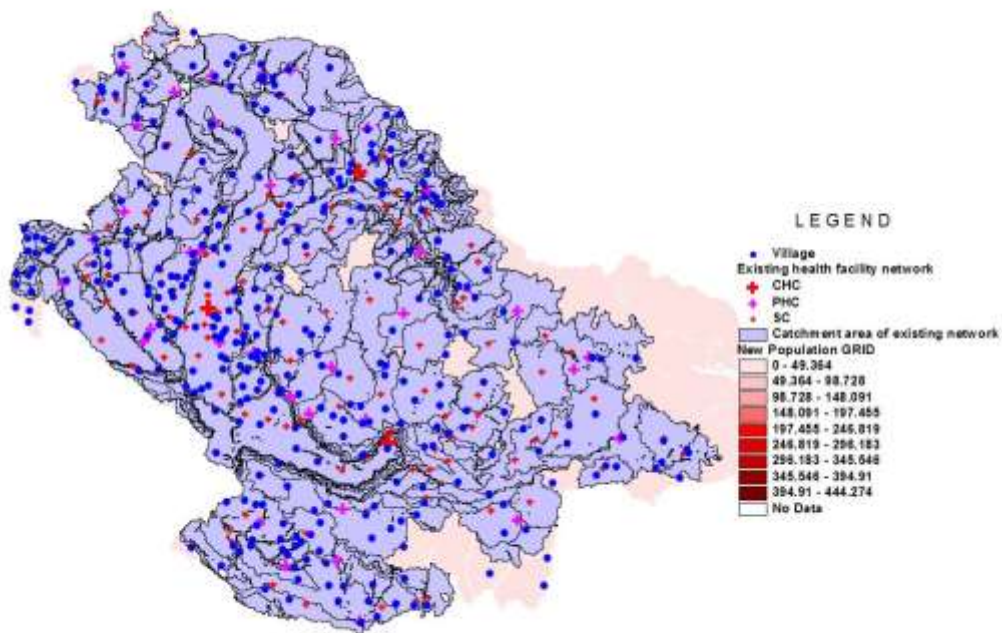 LEGEND
Village
Existing health facility network
CHC
PHC
SC
Catchment area of existing network
New Population GRID
0 - 49.364
49.364 - 98.728
98.728 - 148.091
148.091 - 197.455
197.455 - 246.819
246.819 - 296.183
296.183 - 345.546
345.546 - 394.91
394.91 - 444.274
No Data